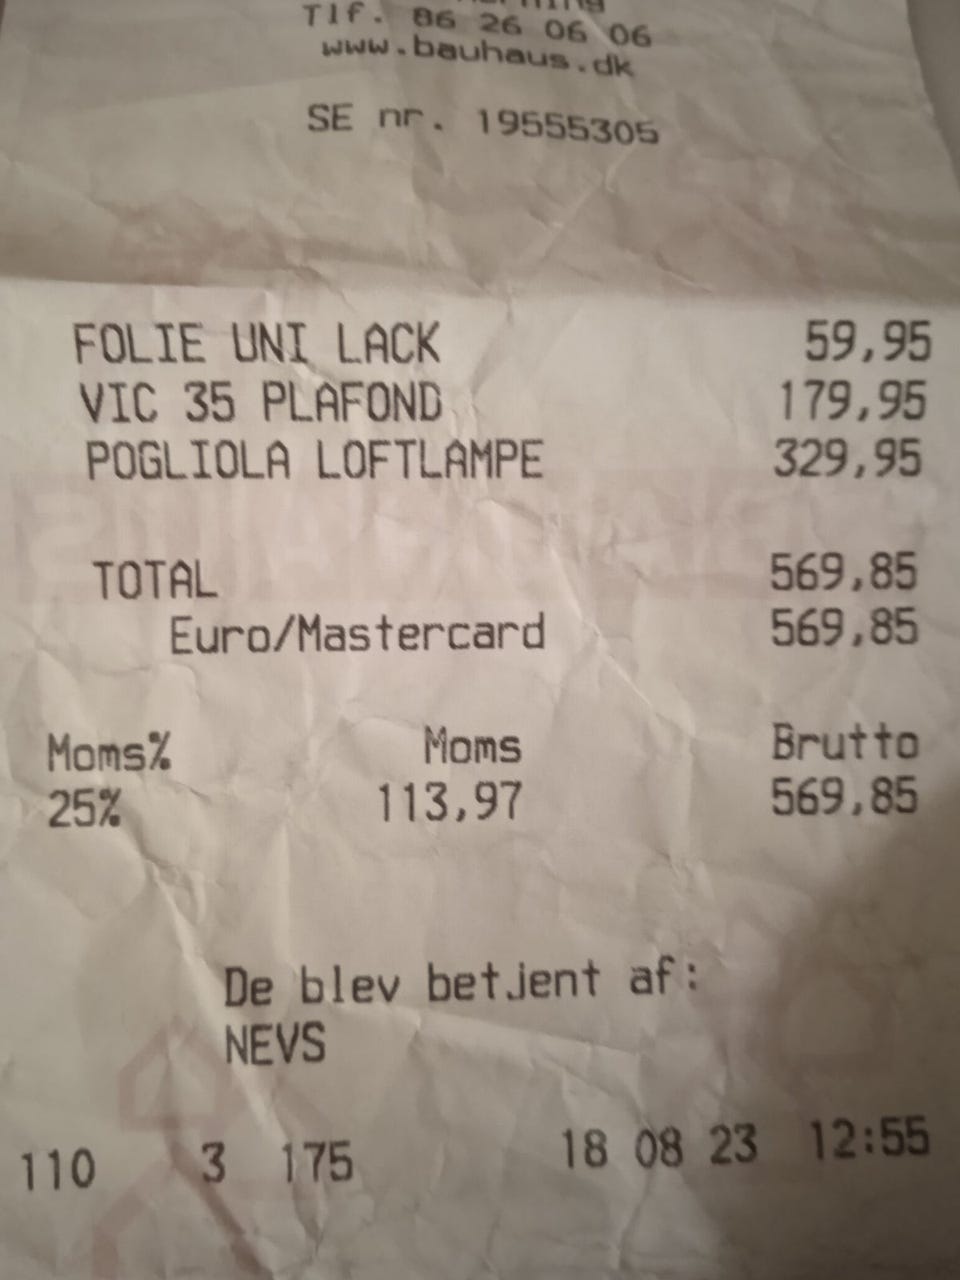 Tlf. 86 26 06 06
www.bauhaus.dk
SE nr. 19555305
FOLIE UNI LACK 59,95
VIC 35 PLAFOND 179,95
POGLIOLA LOFTLAMPE 329,95
TOTAL 569,85
Euro/Mastercard 569,85
Moms% Moms Brutto
25% 113,97 569,85
De blev betjent af:
NEVS
110 3 175 18 08 23 12:55